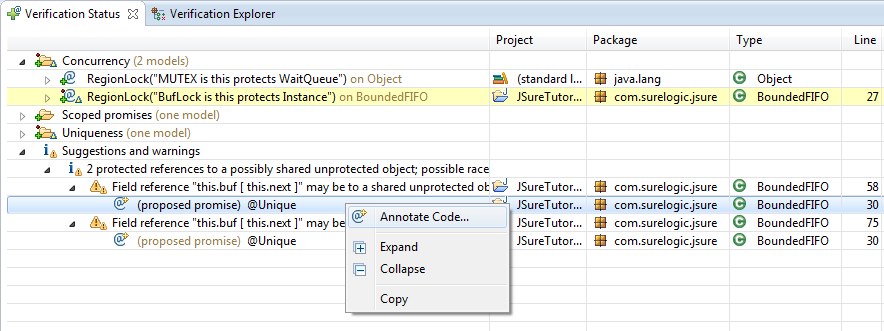 Verification Status Verification Explorer
Project Package Type Line
Concurrency (2 models)
RegionLock("MUTEX is this protects WaitQueue") on Object (standard l... java.lang Object
RegionLock("BufLock is this protects Instance") on BoundedFIFO JSureTutor... com.surelogic.jsure BoundedFIFO 27
Scoped promises (one model)
Uniqueness (one model)
Suggestions and warnings
2 protected references to a possibly shared unprotected object; possible race
Field reference "this.buf [ this.next ]" may be to a shared unprotected ob JSureTutor... com.surelogic.jsure BoundedFIFO 58
(proposed promise) @Unique com.surelogic.jsure BoundedFIFO 30
Annotate Code...
Field reference "this.buf [ this.next ]" may be com.surelogic.jsure BoundedFIFO 75
(proposed promise) @Unique com.surelogic.jsure BoundedFIFO 30
Expand
Collapse
Copy